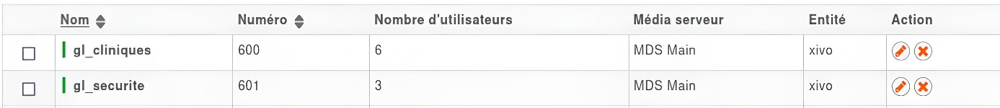 Nom Numéro Nombre d'utilisateurs Média serveur Entité Action
gl_cliniques 600 6 MDS Main xivo
gl_securite 601 3 MDS Main xivo